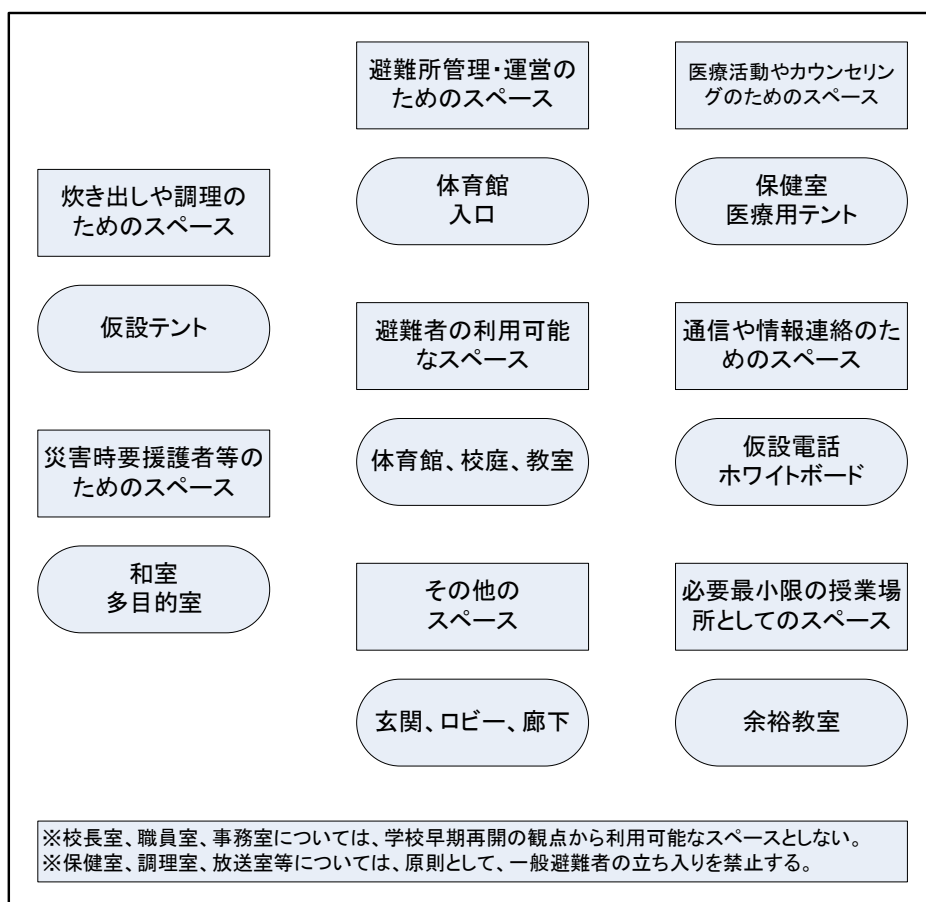 避難所管理・運営の
ためのスペース
医療活動やカウンセリン
グのためのスペース
体育館
入口
保健室
医療用テント
炊き出しや調理の
ためのスペース
仮設テント
避難者の利用可能
なスペース
通信や情報連絡のた
めのスペース
災害時要援護者等の
ためのスペース
体育館、校庭、教室
仮設電話
ホワイトボード
和室
多目的室
その他の
スペース
必要最小限の授業場
所としてのスペース
玄関、ロビー、廊下
余裕教室
※校長室、職員室、事務室については、学校早期再開の観点から利用可能なスペースとしない。
※保健室、調理室、放送室等については、原則として、一般避難者の立ち入りを禁止する。